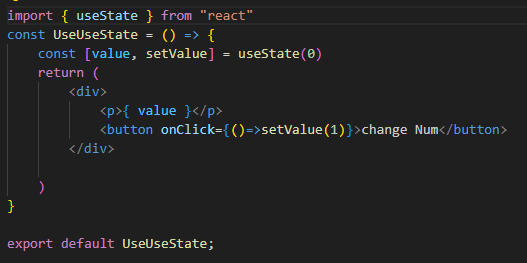 import { useState } from "react"
const UseUseState = () => {
    const [value, setValue] = useState(0)
    return (
        <div>
            <p>{ value }</p>
            <button onClick={()=>setValue(1)}>change Num</button>
        </div>
    )
}
export default UseUseState;